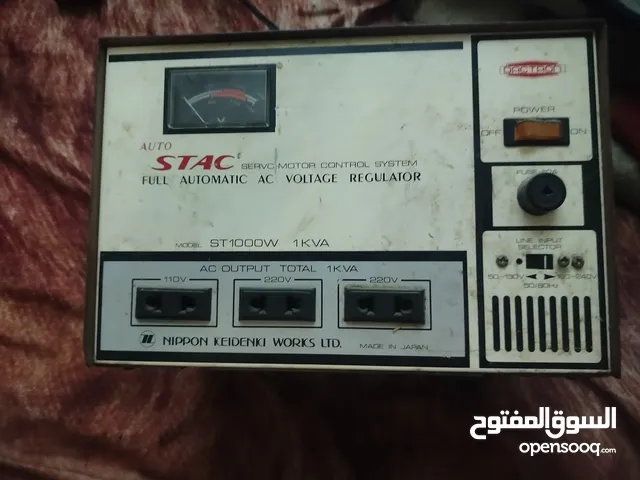 DACTRON
POWER
OFF
ON
AUTO
STAC SERVO MOTOR CONTROL SYSTEM
FULL AUTOMATIC AC VOLTAGE REGULATOR
MODEL ST1000W 1KVA
LINE INPUT
SELECTOR
50/60Hz
AC OUTPUT TOTAL 1KVA
110V
220V
220V
NIPPON KEIDENKI WORKS LTD.
MADE IN JAPAN
السوق المفتوح
opensooq.com